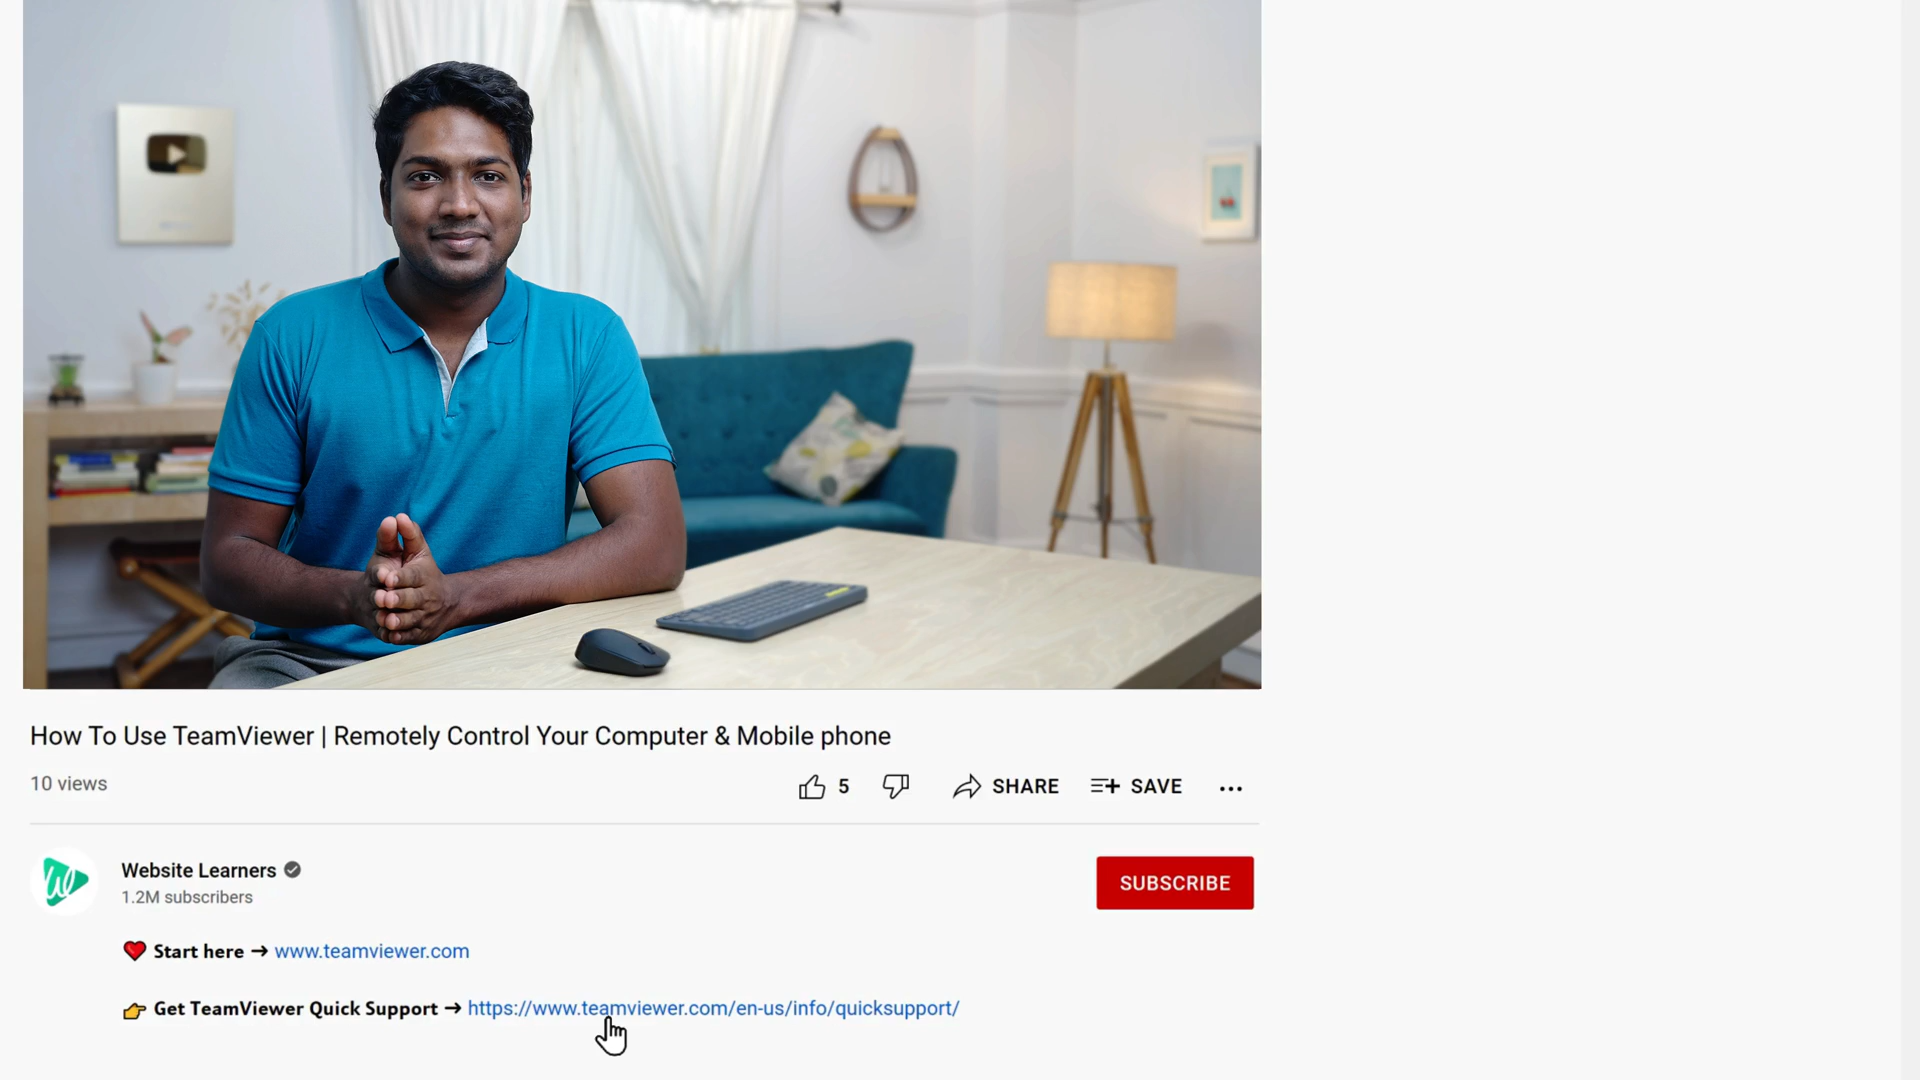 How To Use TeamViewer | Remotely Control Your Computer & Mobile phone
10 views
5
SHARE
SAVE
Website Learners
1.2M subscribers
SUBSCRIBE
Start here → www.teamviewer.com
Get TeamViewer Quick Support → https://www.teamviewer.com/en-us/info/quicksupport/